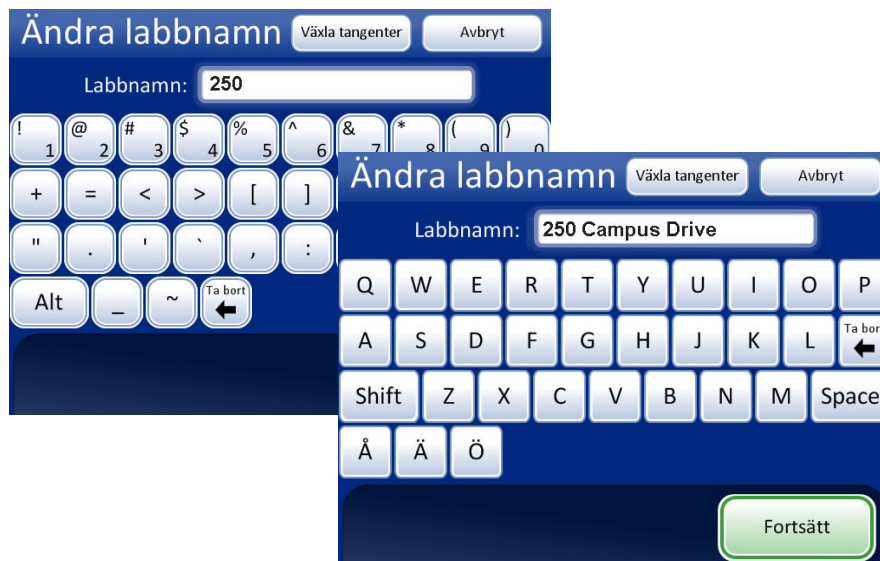 Ändra labbnamn Växla tangenter Avbryt
Labbnamn: 250
! 1 @ 2 # 3 $ 4 % 5 ^ 6 & 7 * 8 ( 9 ) 0
+ = < > [ ]
" . ' ` , :
Alt _ ~ Ta bort
Ändra labbnamn Växla tangenter Avbryt
Labbnamn: 250 Campus Drive
Q W E R T Y U I O P
A S D F G H J K L Ta bor
Shift Z X C V B N M Space
Å Ä Ö
Fortsätt